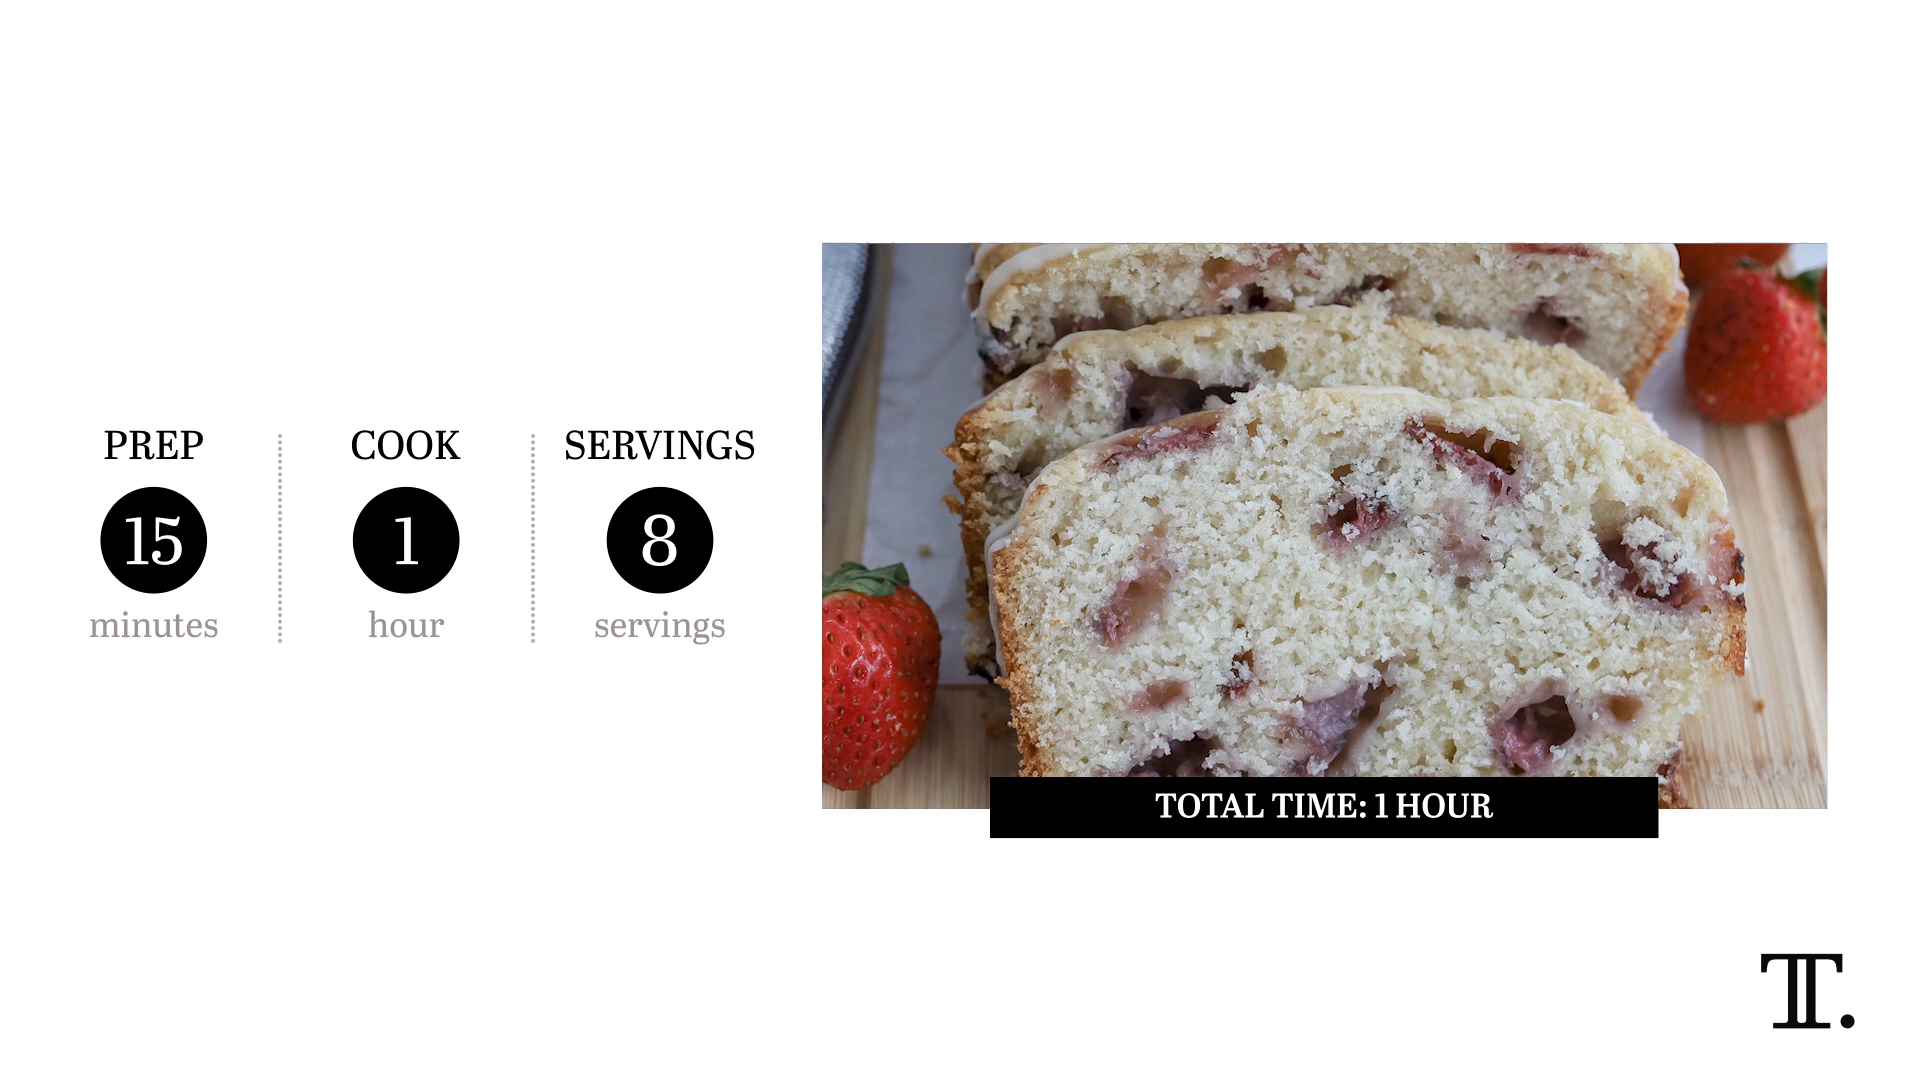 PREP
15
minutes
COOK
1
hour
SERVINGS
8
servings
TOTAL TIME: 1 HOUR
T.